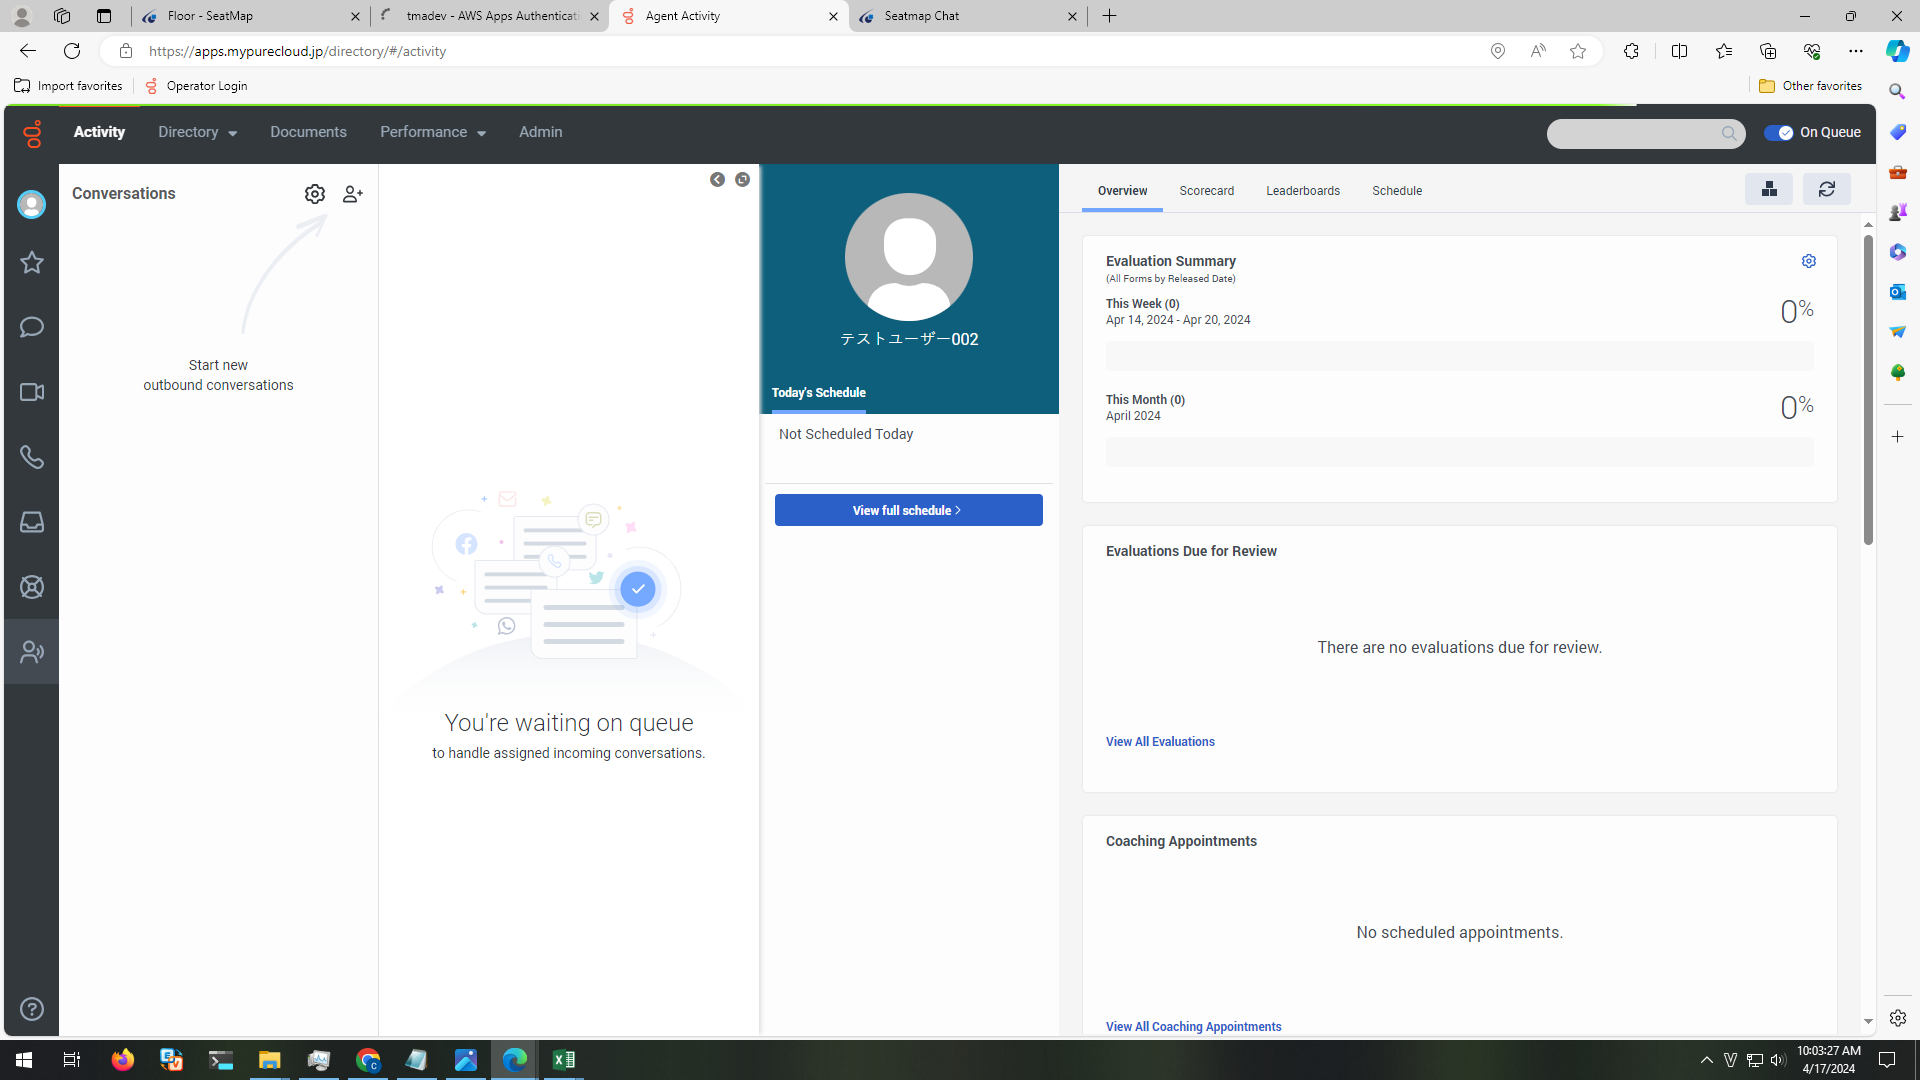 Floor - SeatMap
tmadev - AWS Apps Authenticati
Agent Activity
Seatmap Chat
https://apps.mypurecloud.jp/directory/#/activity
Import favorites
Operator Login
Other favorites
Activity
Directory
Documents
Performance
Admin
On Queue
Conversations
Start new
outbound conversations
You're waiting on queue
to handle assigned incoming conversations.
テストユーザー002
Today's Schedule
Not Scheduled Today
View full schedule
Overview
Scorecard
Leaderboards
Schedule
Evaluation Summary
(All Forms by Released Date)
This Week (0)
Apr 14, 2024 - Apr 20, 2024
0%
This Month (0)
April 2024
0%
Evaluations Due for Review
There are no evaluations due for review.
View All Evaluations
Coaching Appointments
No scheduled appointments.
View All Coaching Appointments
10:03:27 AM
4/17/2024